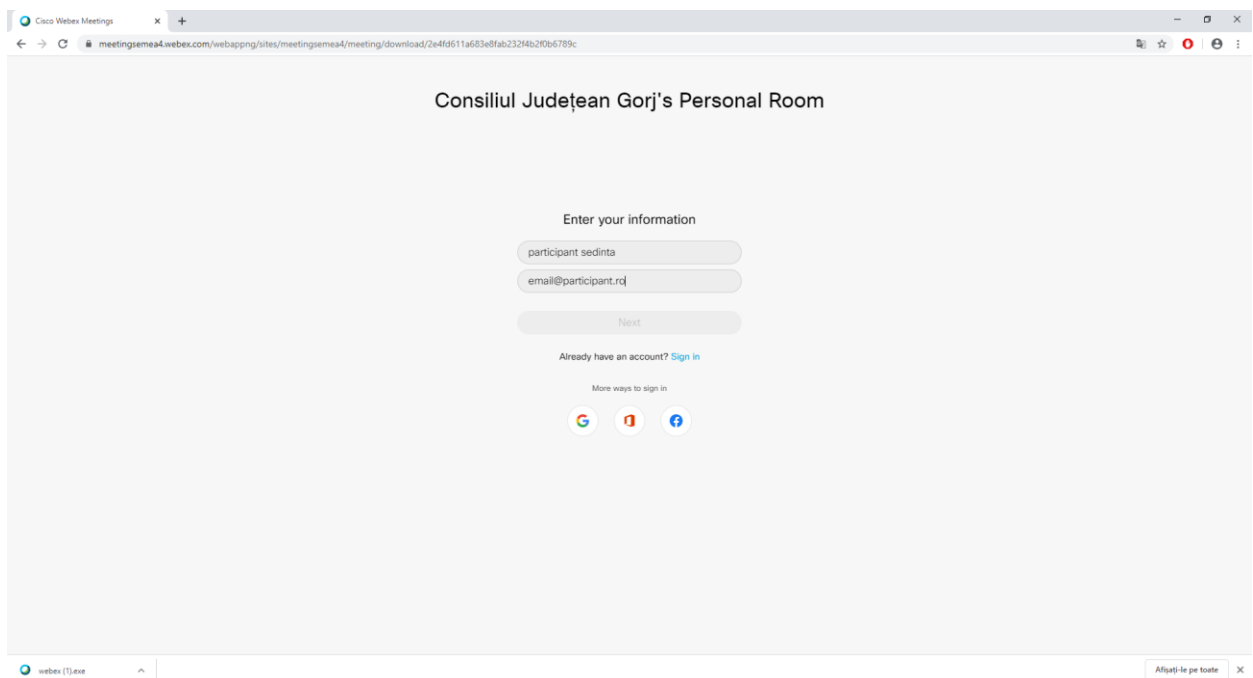 Cisco Webex Meetings
meetingsemea4.webex.com/webappng/sites/meetingsemea4/meeting/download/2e4fd611a683e8fab232f4b2f0b6789c
Consiliul Județean Gorj's Personal Room
Enter your information
participant sedinta
email@participant.ro
Next
Already have an account? Sign in
More ways to sign in
webex (1).exe
Afișați-le pe toate